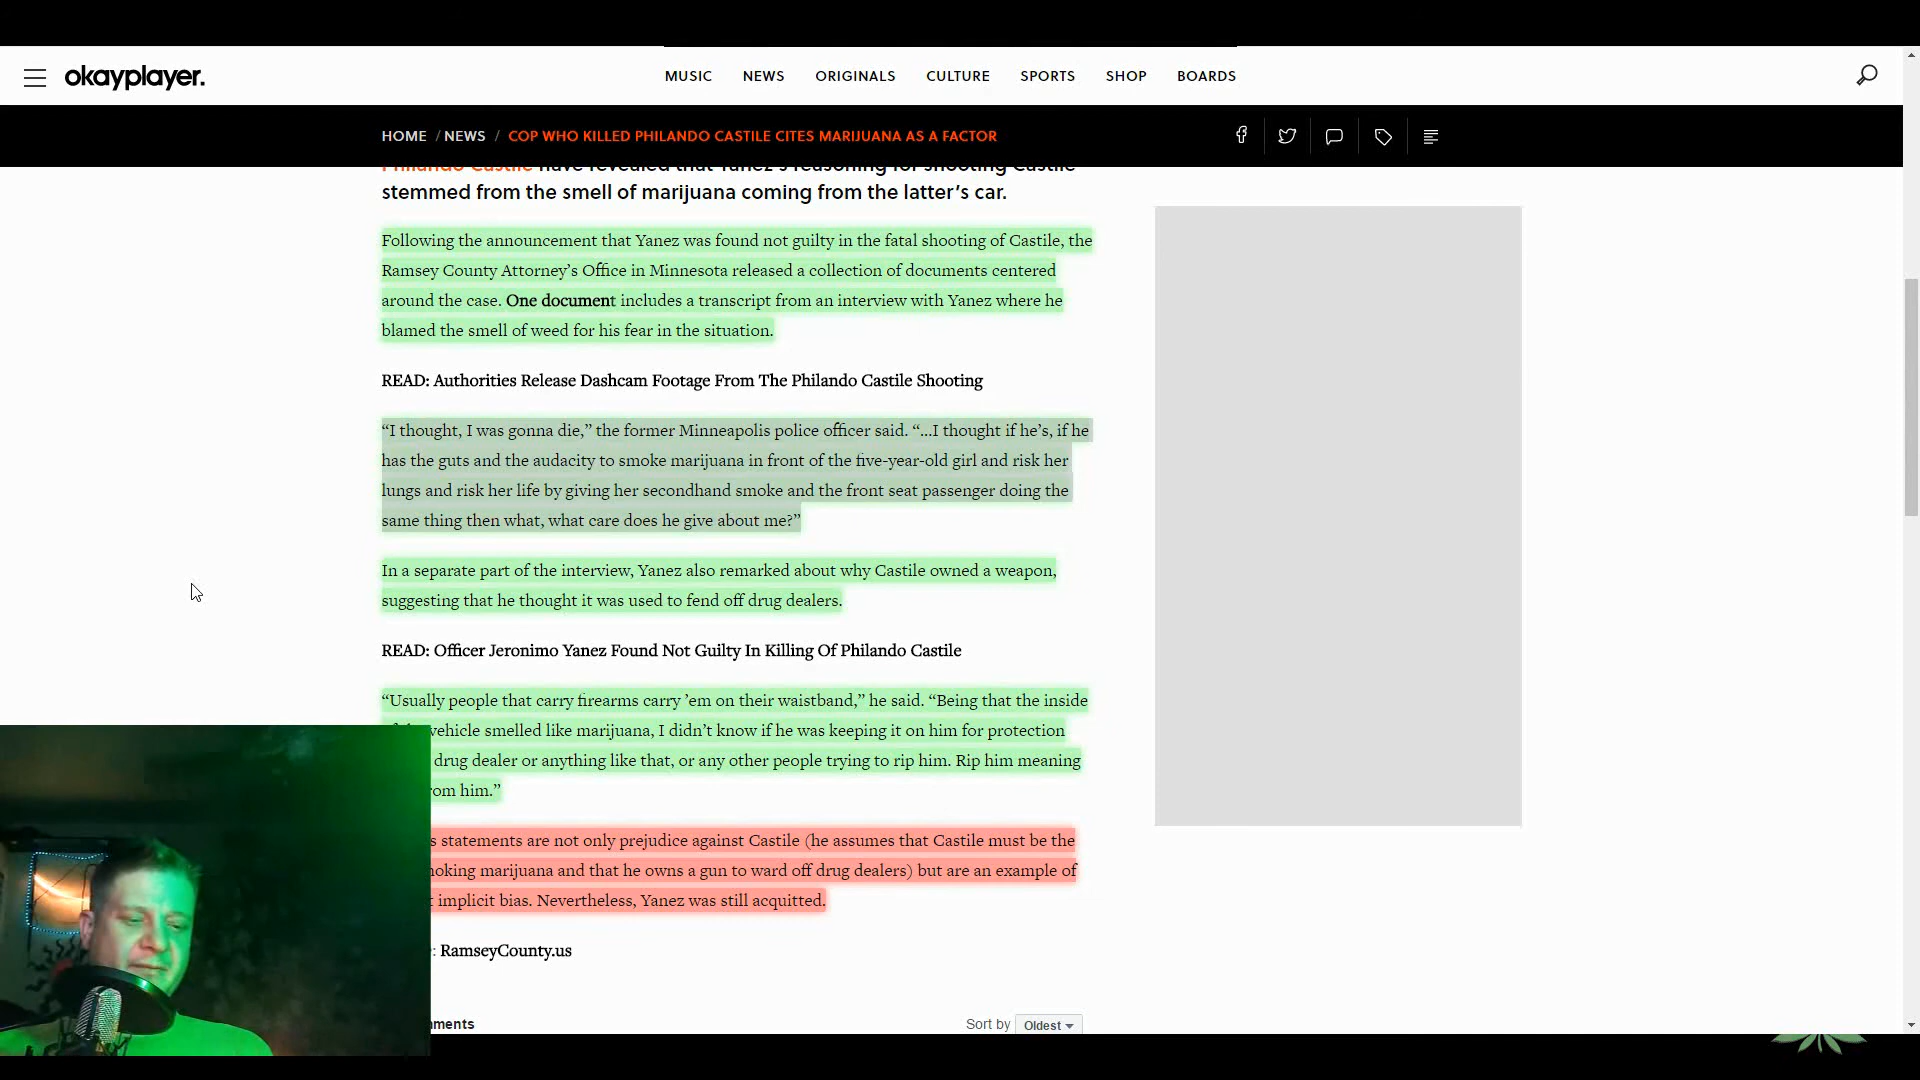 okayplayer.
MUSIC NEWS ORIGINALS CULTURE SPORTS SHOP BOARDS
HOME / NEWS / COP WHO KILLED PHILANDO CASTILE CITES MARIJUANA AS A FACTOR
Philando Castile have revealed that Yanez's reasoning for shooting Castile
stemmed from the smell of marijuana coming from the latter's car.
Following the announcement that Yanez was found not guilty in the fatal shooting of Castile, the
Ramsey County Attorney's Office in Minnesota released a collection of documents centered
around the case. One document includes a transcript from an interview with Yanez where he
blamed the smell of weed for his fear in the situation.
READ: Authorities Release Dashcam Footage From The Philando Castile Shooting
“I thought, I was gonna die,” the former Minneapolis police officer said. “...I thought if he's, if he
has the guts and the audacity to smoke marijuana in front of the five-year-old girl and risk her
lungs and risk her life by giving her secondhand smoke and the front seat passenger doing the
same thing then what, what care does he give about me?”
In a separate part of the interview, Yanez also remarked about why Castile owned a weapon,
suggesting that he thought it was used to fend off drug dealers.
READ: Officer Jeronimo Yanez Found Not Guilty In Killing Of Philando Castile
“Usually people that carry firearms carry ’em on their waistband,” he said. “Being that the inside
vehicle smelled like marijuana, I didn't know if he was keeping it on him for protection
drug dealer or anything like that, or any other people trying to rip him. Rip him meaning
om him.”
s statements are not only prejudice against Castile (he assumes that Castile must be the
oking marijuana and that he owns a gun to ward off drug dealers) but are an example of
t implicit bias. Nevertheless, Yanez was still acquitted.
: RamseyCounty.us
mments
Sort by Oldest